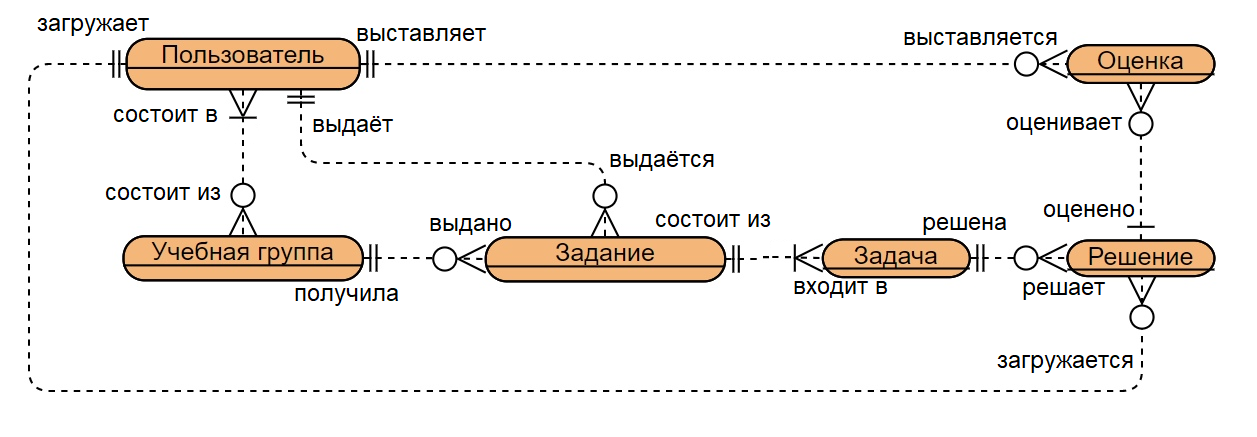 загружает
Пользователь
выставляет
выставляется
Оценка
состоит в
выдаёт
оценивает
выдаётся
состоит из
выдано
состоит из
решена
оценено
Учебная группа
Задание
Задача
Решение
получила
входит в
решает
загружается